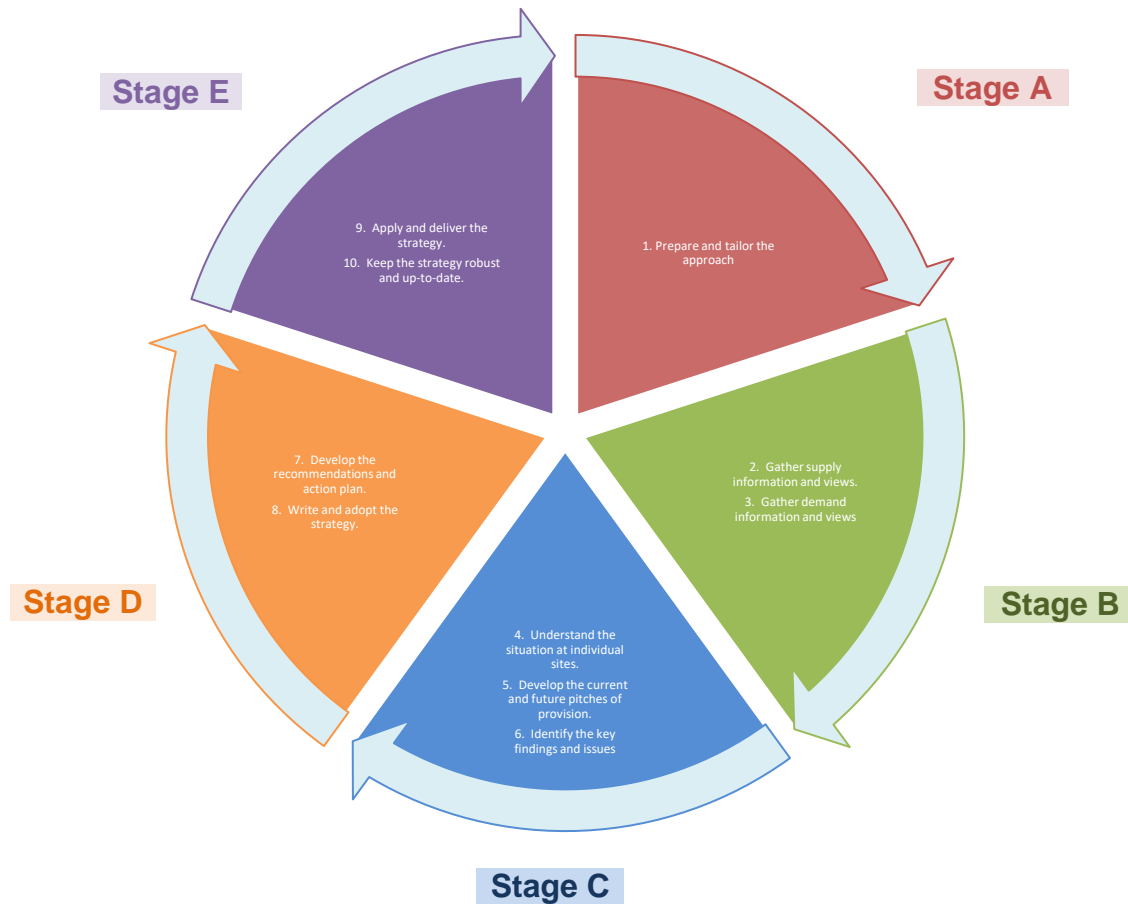 Stage A
1. Prepare and tailor the
approach
Stage B
2. Gather supply
information and views.
3. Gather demand
information and views
Stage C
4. Understand the
situation at individual
sites.
5. Develop the current
and future pitches of
provision.
6. Identify the key
findings and issues
Stage D
7. Develop the
recommendations and
action plan.
8. Write and adopt the
strategy.
Stage E
9. Apply and deliver the
strategy.
10. Keep the strategy robust
and up-to-date.